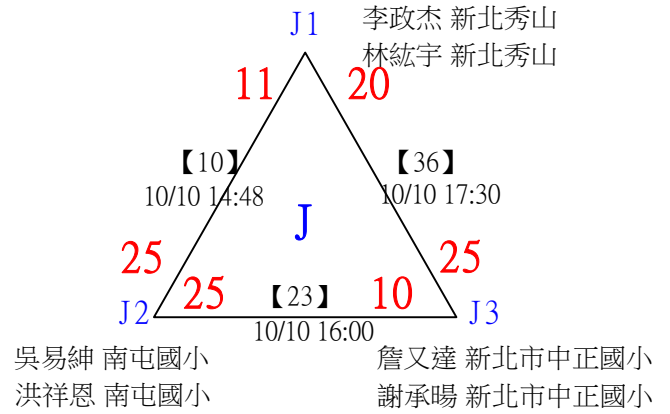 J1
李政杰 新北秀山
林紘宇 新北秀山
11
20
【10】
10/10 14:48
【36】
10/10 17:30
J
25
25
25
10
【23】
10/10 16:00
J2
J3
吳易紳 南屯國小
洪祥恩 南屯國小
詹又達 新北市中正國小
謝承暘 新北市中正國小